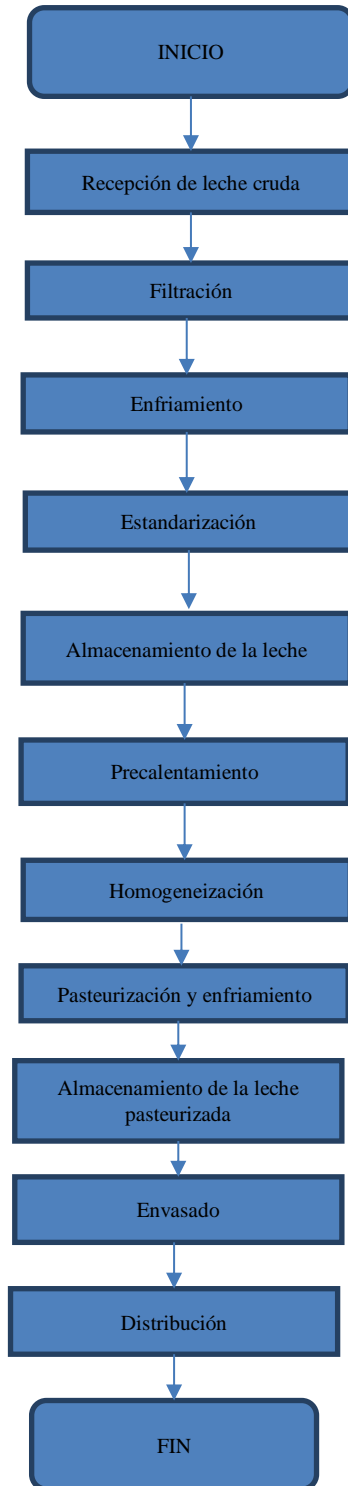 INICIO
Recepción de leche cruda
Filtración
Enfriamiento
Estandarización
Almacenamiento de la leche
Precalentamiento
Homogeneización
Pasteurización y enfriamiento
Almacenamiento de la leche
pasteurizada
Envasado
Distribución
FIN